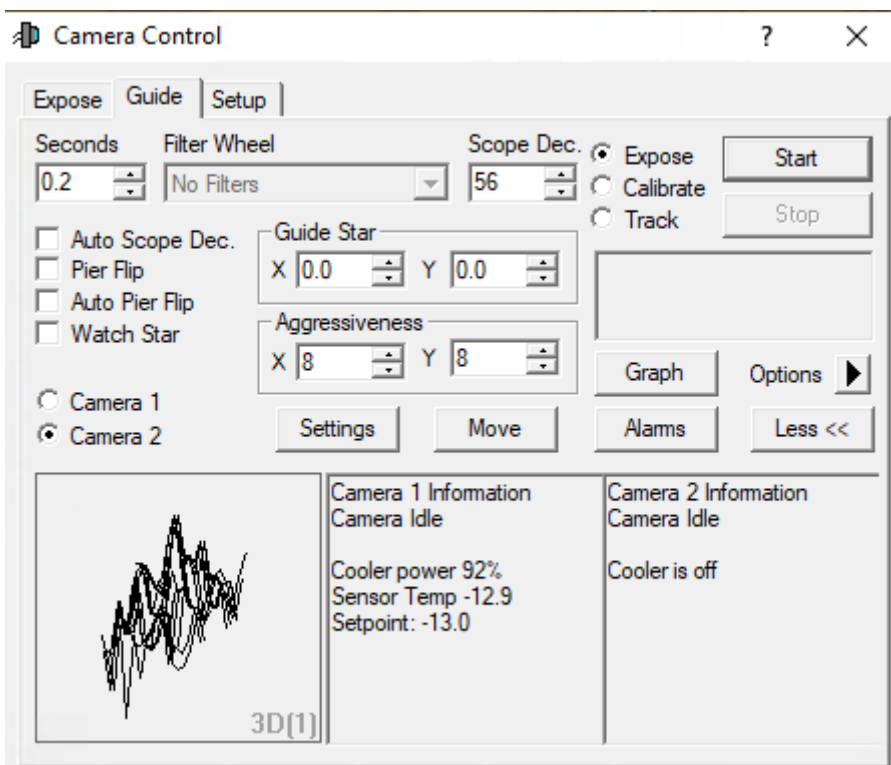 Camera Control
?
Expose Guide Setup
Seconds Filter Wheel Scope Dec.
0.2 No Filters 56
Expose
Calibrate
Track
Start
Stop
Auto Scope Dec.
Pier Flip
Auto Pier Flip
Watch Star
Guide Star
X 0.0 Y 0.0
Aggressiveness
X 8 Y 8
Graph Options
Camera 1
Camera 2
Settings Move Alarms Less <<
3D(1)
Camera 1 Information
Camera Idle
Cooler power 92%
Sensor Temp -12.9
Setpoint: -13.0
Camera 2 Information
Camera Idle
Cooler is off